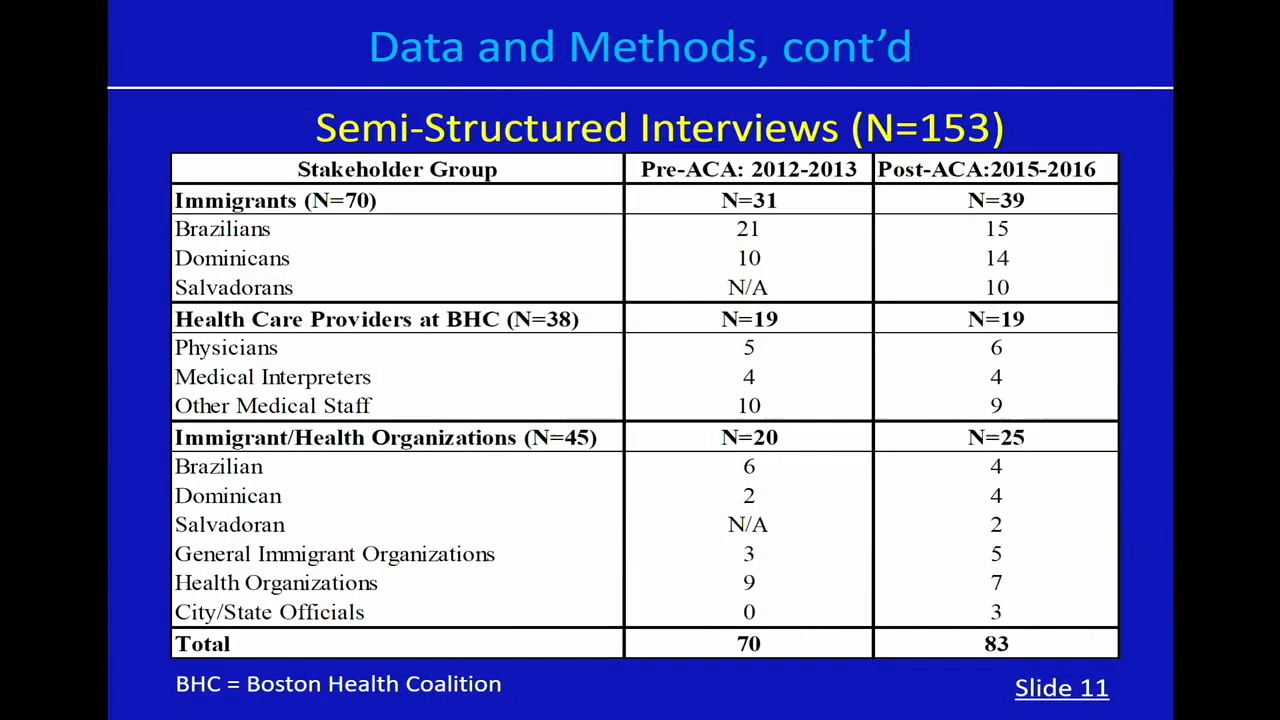 Data and Methods, cont’d
Semi-Structured Interviews (N=153)
Stakeholder Group Pre-ACA: 2012-2013 Post-ACA:2015-2016
Immigrants (N=70) N=31 N=39
Brazilians 21 15
Dominicans 10 14
Salvadorans N/A 10
Health Care Providers at BHC (N=38) N=19 N=19
Physicians 5 6
Medical Interpreters 4 4
Other Medical Staff 10 9
Immigrant/Health Organizations (N=45) N=20 N=25
Brazilian 6 4
Dominican 2 4
Salvadoran N/A 2
General Immigrant Organizations 3 5
Health Organizations 9 7
City/State Officials 0 3
Total 70 83
BHC = Boston Health Coalition
Slide 11